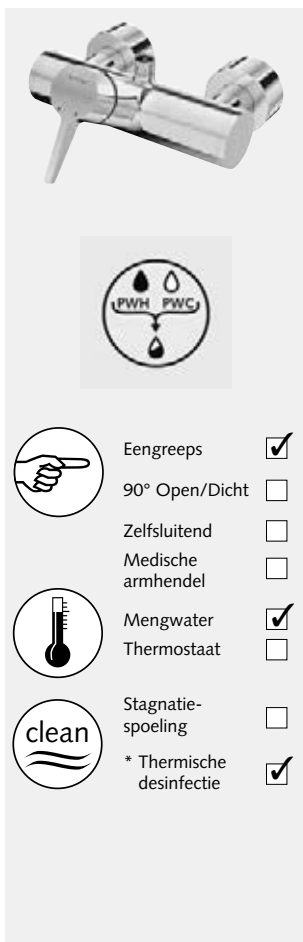 PWH PWC
Eengreeps
90° Open/Dicht
Zelfsluitend
Medische
armhendel
Mengwater
Thermostaat
clean
Stagnatie-
spoeling
* Thermische
desinfectie